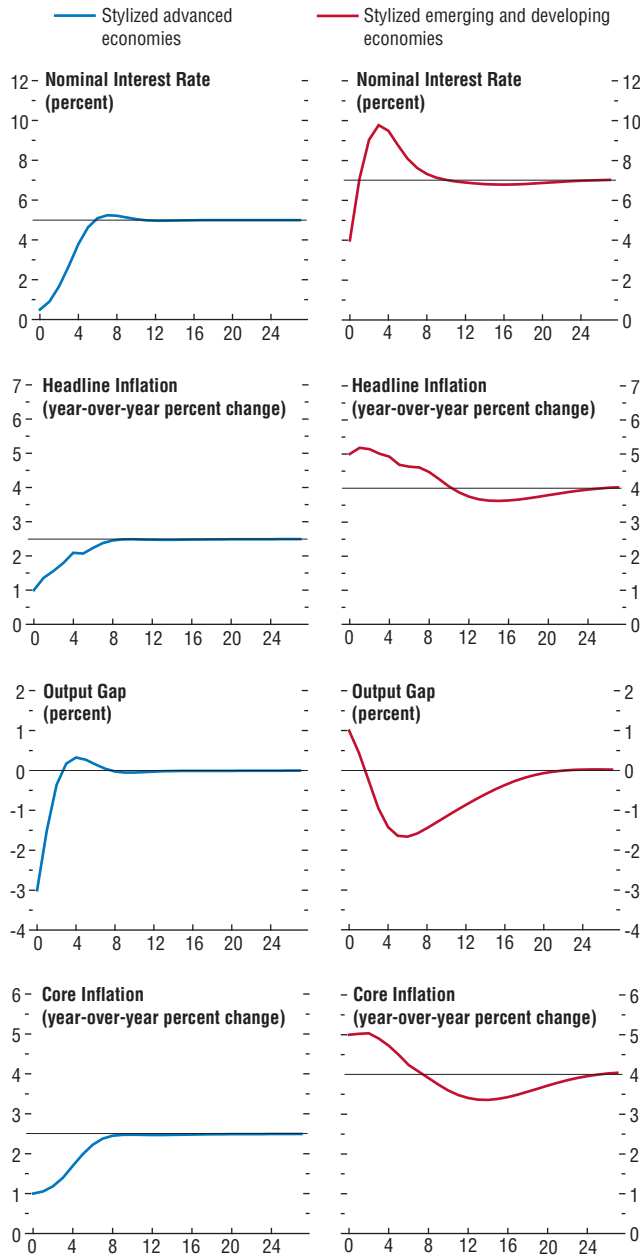 Stylized advanced
economies
Stylized emerging and developing
economies
Nominal Interest Rate
(percent)
12
10
8
6
4
2
0
0 4 8 12 16 20 24
Nominal Interest Rate
(percent)
12
10
8
6
4
2
0
0 4 8 12 16 20 24
Headline Inflation
(year-over-year percent change)
7
6
5
4
3
2
1
0
0 4 8 12 16 20 24
Headline Inflation
(year-over-year percent change)
7
6
5
4
3
2
1
0
0 4 8 12 16 20 24
Output Gap
(percent)
2
1
0
-1
-2
-3
-4
0 4 8 12 16 20 24
Output Gap
(percent)
2
1
0
-1
-2
-3
-4
0 4 8 12 16 20 24
Core Inflation
(year-over-year percent change)
6
5
4
3
2
1
0
0 4 8 12 16 20 24
Core Inflation
(year-over-year percent change)
6
5
4
3
2
1
0
0 4 8 12 16 20 24